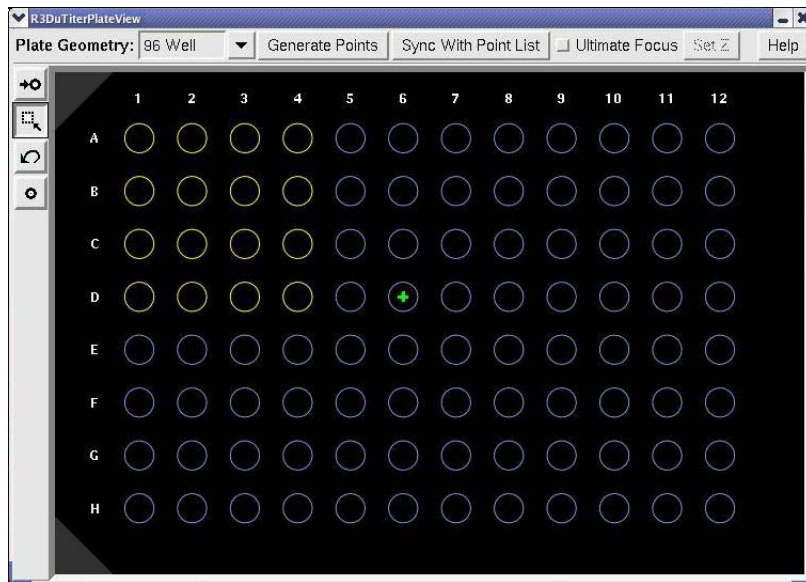 R3DuTiterPlateView
Plate Geometry: 96 Well Generate Points Sync With Point List Ultimate Focus Set Z Help
1 2 3 4 5 6 7 8 9 10 11 12
A
B
C
D
E
F
G
H